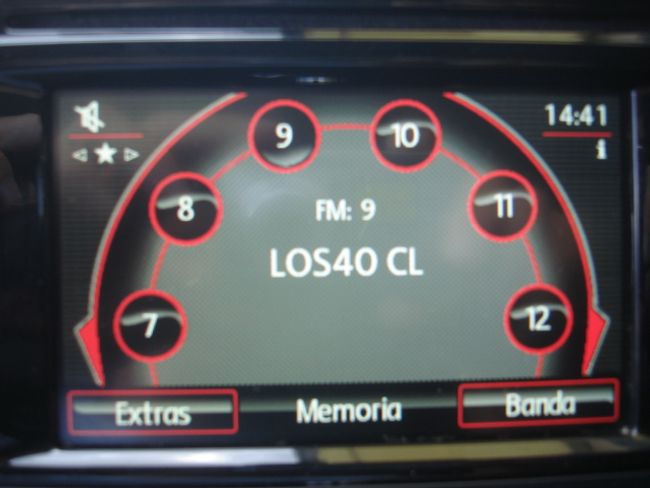 14:41
9
10
8
11
FM: 9
LOS40 CL
7
12
Extras
Memoria
Banda